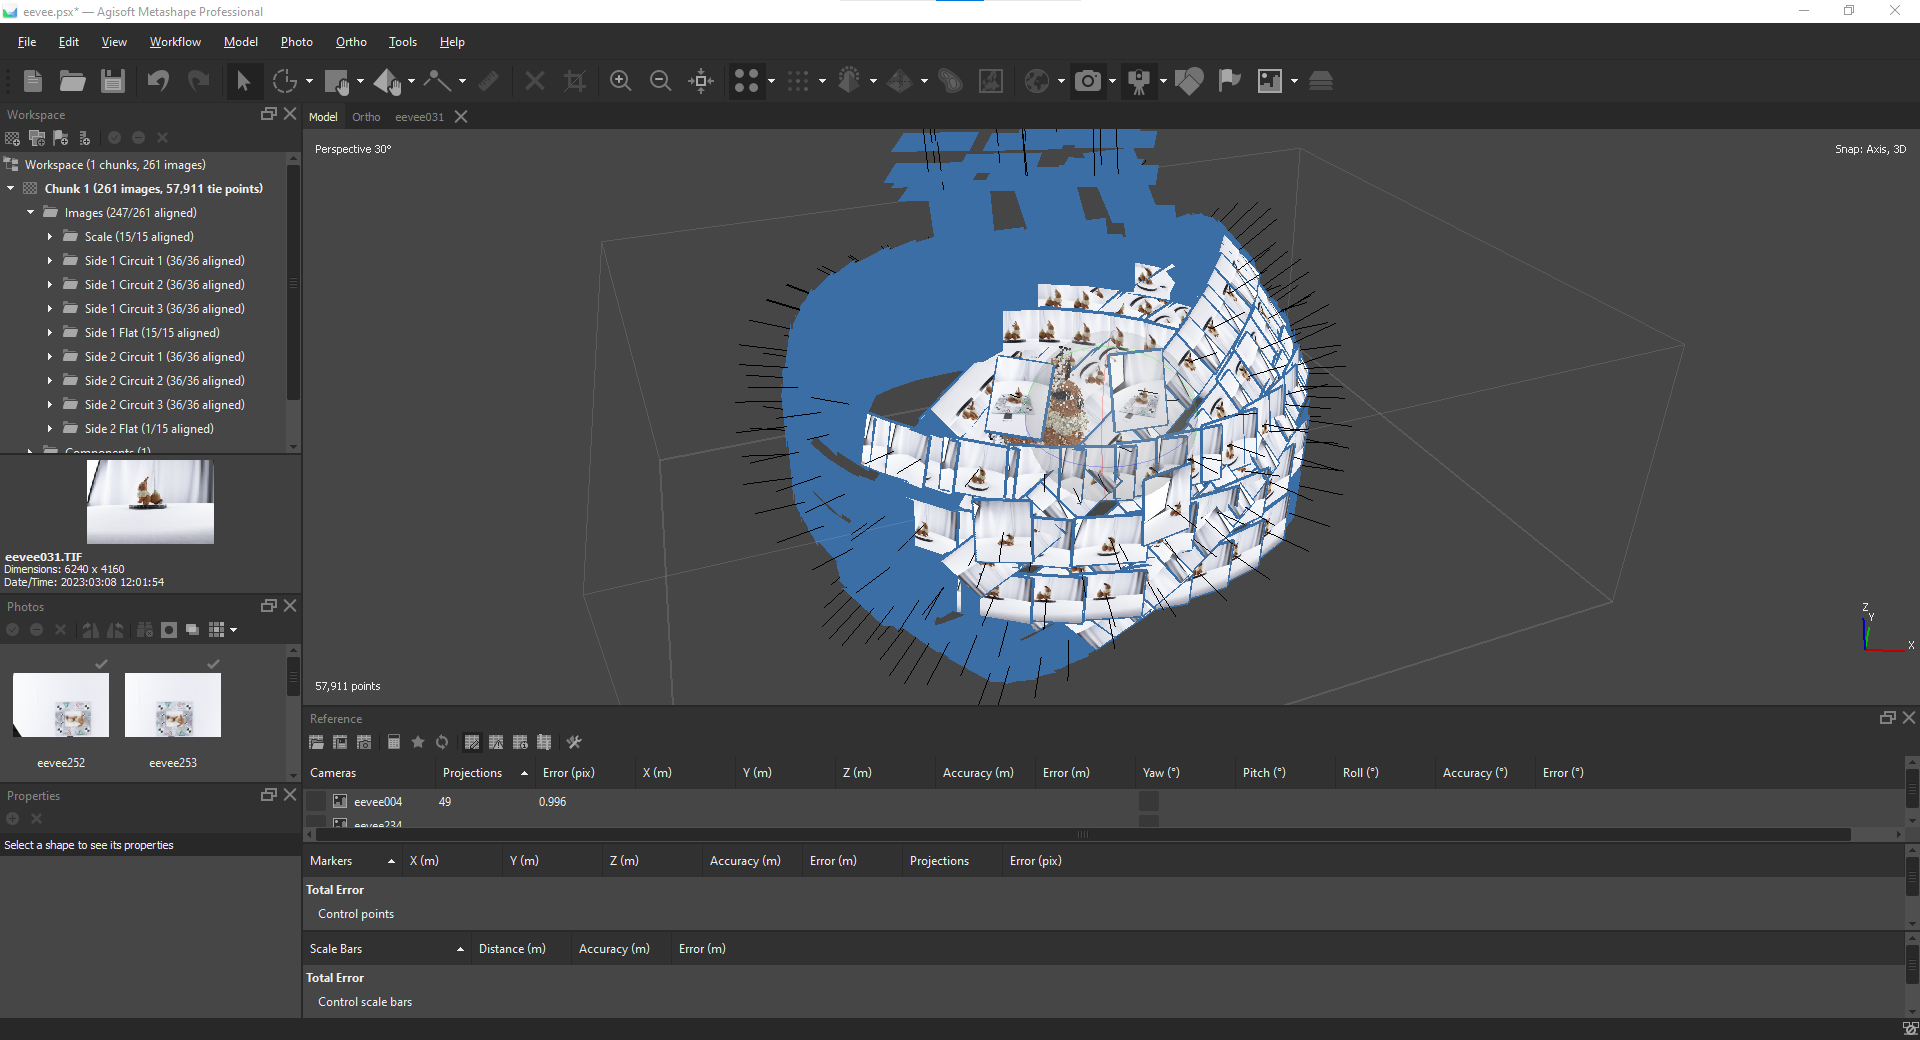 eevee.psx* — Agisoft Metashape Professional
File Edit View Workflow Model Photo Ortho Tools Help
Workspace
Workspace (1 chunks, 261 images)
Chunk 1 (261 images, 57,911 tie points)
Images (247/261 aligned)
Scale (15/15 aligned)
Side 1 Circuit 1 (36/36 aligned)
Side 1 Circuit 2 (36/36 aligned)
Side 1 Circuit 3 (36/36 aligned)
Side 1 Flat (15/15 aligned)
Side 2 Circuit 1 (36/36 aligned)
Side 2 Circuit 2 (36/36 aligned)
Side 2 Circuit 3 (36/36 aligned)
Side 2 Flat (1/15 aligned)
Components (1)
eevee031.TIF
Dimensions: 6240 x 4160
Date/Time: 2023:03:08 12:01:54
Photos
eevee252 eevee253
Properties
Select a shape to see its properties
Model Ortho eevee031
Perspective 30°
Snap: Axis, 3D
Z
Y
X
57,911 points
Reference
Cameras Projections Error (pix) X (m) Y (m) Z (m) Accuracy (m) Error (m) Yaw (°) Pitch (°) Roll (°) Accuracy (°) Error (°)
eevee004 49 0.996
eevee234
Markers X (m) Y (m) Z (m) Accuracy (m) Error (m) Projections Error (pix)
Total Error
Control points
Scale Bars Distance (m) Accuracy (m) Error (m)
Total Error
Control scale bars